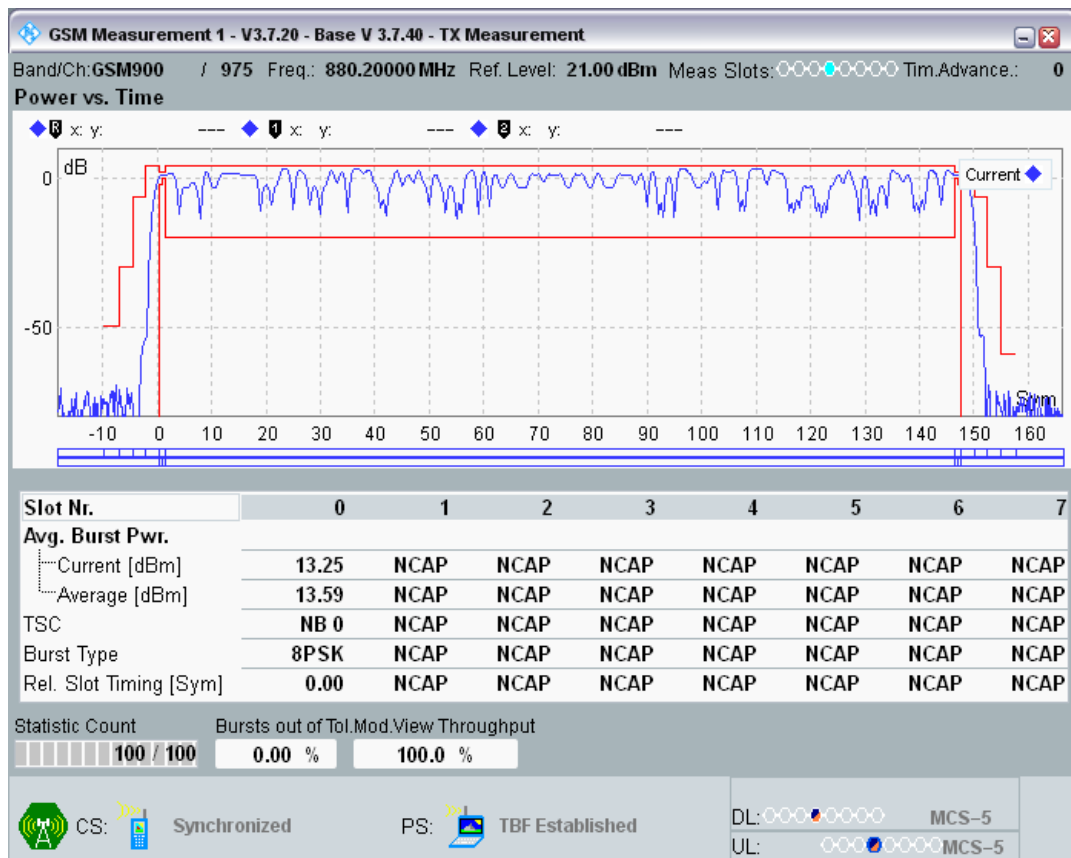 GSM Measurement 1 - V3.7.20 - Base V 3.7.40 - TX Measurement
Band/Ch:GSM900 / 975 Freq.: 880.20000 MHz Ref. Level: 21.00 dBm Meas Slots: Tim.Advance.: 0
Power vs. Time
R x: y: --- 1 x: y: --- 2 x: y: ---
dB
Current
0
-50
Sym
-10 0 10 20 30 40 50 60 70 80 90 100 110 120 130 140 150 160
Slot Nr. 0 1 2 3 4 5 6 7
Avg. Burst Pwr.
Current [dBm] 13.25 NCAP NCAP NCAP NCAP NCAP NCAP NCAP
Average [dBm] 13.59 NCAP NCAP NCAP NCAP NCAP NCAP NCAP
TSC NB 0 NCAP NCAP NCAP NCAP NCAP NCAP NCAP
Burst Type 8PSK NCAP NCAP NCAP NCAP NCAP NCAP NCAP
Rel. Slot Timing [Sym] 0.00 NCAP NCAP NCAP NCAP NCAP NCAP NCAP
Statistic Count Bursts out of Tol.Mod.View Throughput
100 / 100 0.00 % 100.0 %
CS: Synchronized PS: TBF Established DL: MCS-5
UL: MCS-5